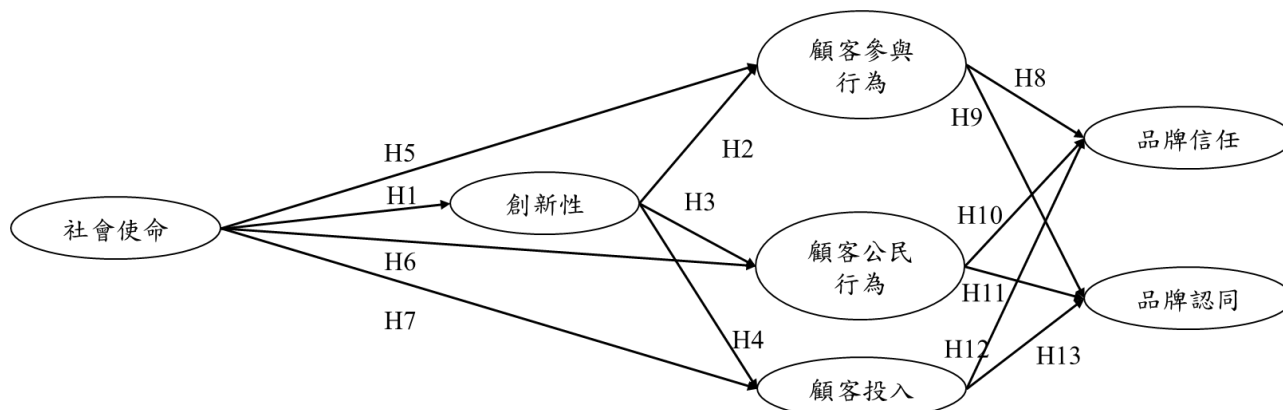 顧客參與
行為
H8
H9
品牌信任
H2
H5
H1
創新性
H3
社會使命
H10
顧客公民
行為
H6
H11
品牌認同
H7
H4
H12
H13
顧客投入